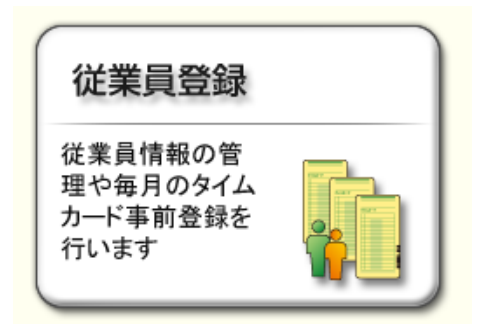 従業員登録
従業員情報の管
理や毎月のタイム
カード事前登録を
行います